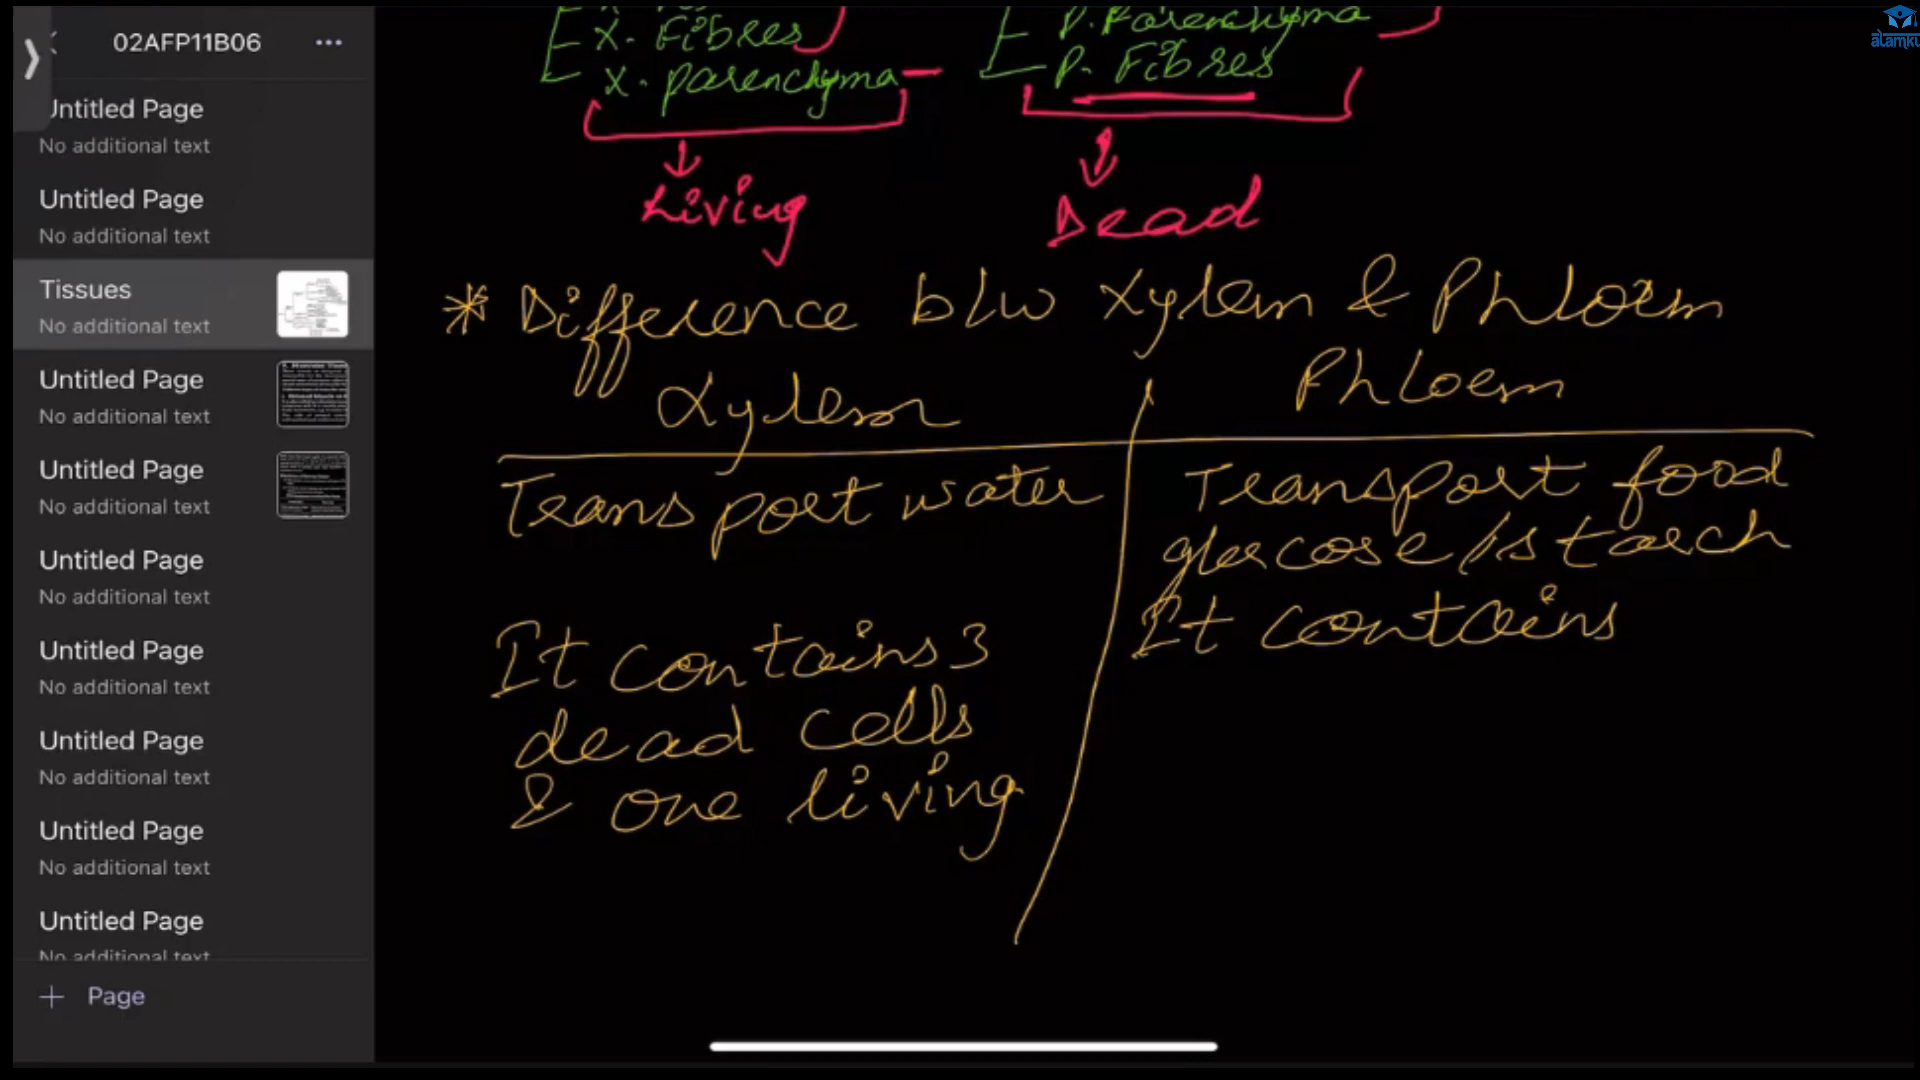 02AFP11B06
Untitled Page
No additional text
Untitled Page
No additional text
Tissues
No additional text
Untitled Page
No additional text
Untitled Page
No additional text
Untitled Page
No additional text
Untitled Page
No additional text
Untitled Page
No additional text
Untitled Page
No additional text
Untitled Page
No additional text
+ Page
X. Fibres
X. parenchyma
P. Parenchyma
P. Fibres
Living
Dead
* Difference b/w Xylem & Phloem
Xylem
Phloem
Transport water
It contains 3
dead cells
& one living
Transport food
glucose/starch
It contains